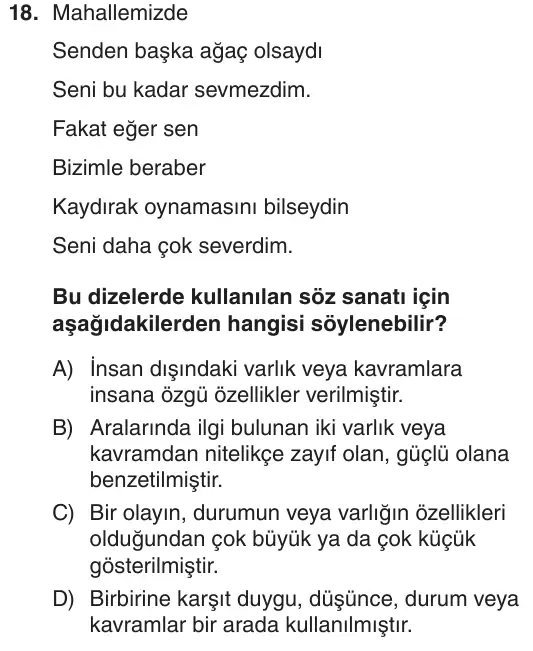 18. Mahallemizde
Senden başka ağaç olsaydı
Seni bu kadar sevmezdim.
Fakat eğer sen
Bizimle beraber
Kaydırak oynamasını bilseydin
Seni daha çok severdim.
Bu dizelerde kullanılan söz sanatı için
aşağıdakilerden hangisi söylenebilir?
A) İnsan dışındaki varlık veya kavramlara
insana özgü özellikler verilmiştir.
B) Aralarında ilgi bulunan iki varlık veya
kavramdan nitelikçe zayıf olan, güçlü olana
benzetilmiştir.
C) Bir olayın, durumun veya varlığın özellikleri
olduğundan çok büyük ya da çok küçük
gösterilmiştir.
D) Birbirine karşıt duygu, düşünce, durum veya
kavramlar bir arada kullanılmıştır.